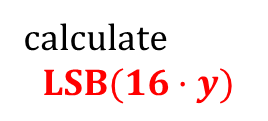 calculate
LSB(16 · y)